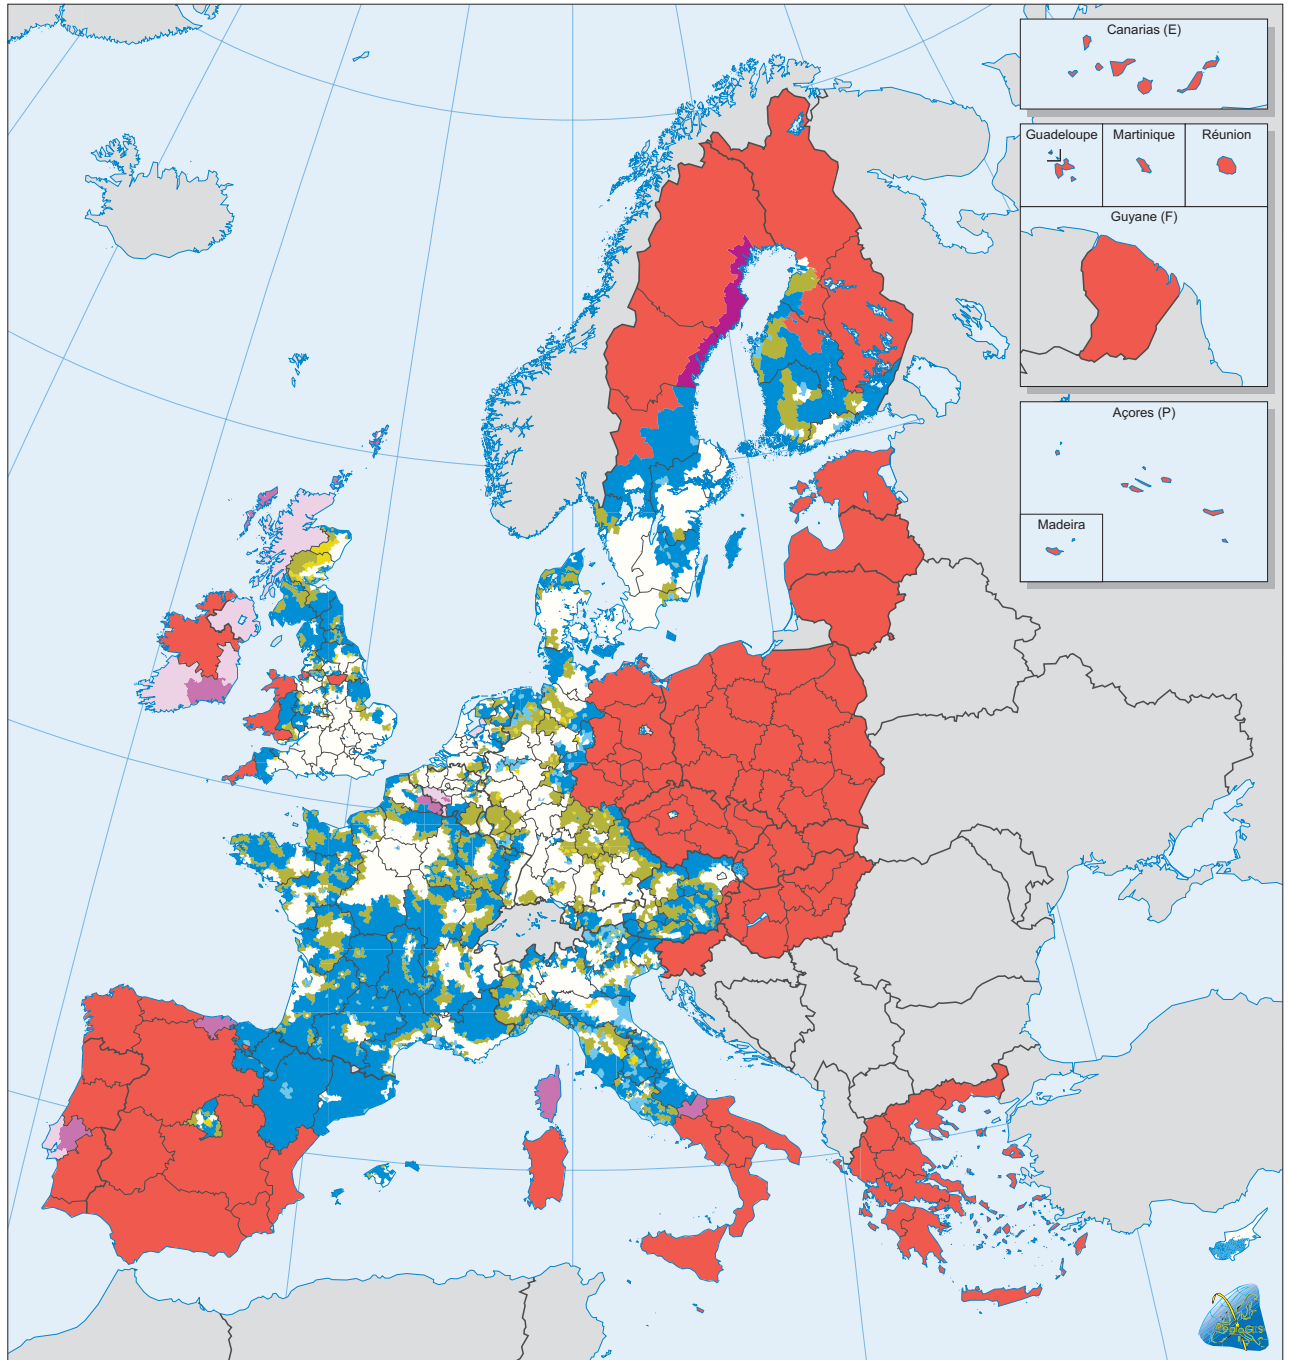 Canarias (E)
Guadeloupe
Martinique
Réunion
Guyane (F)
Açores (P)
Madeira